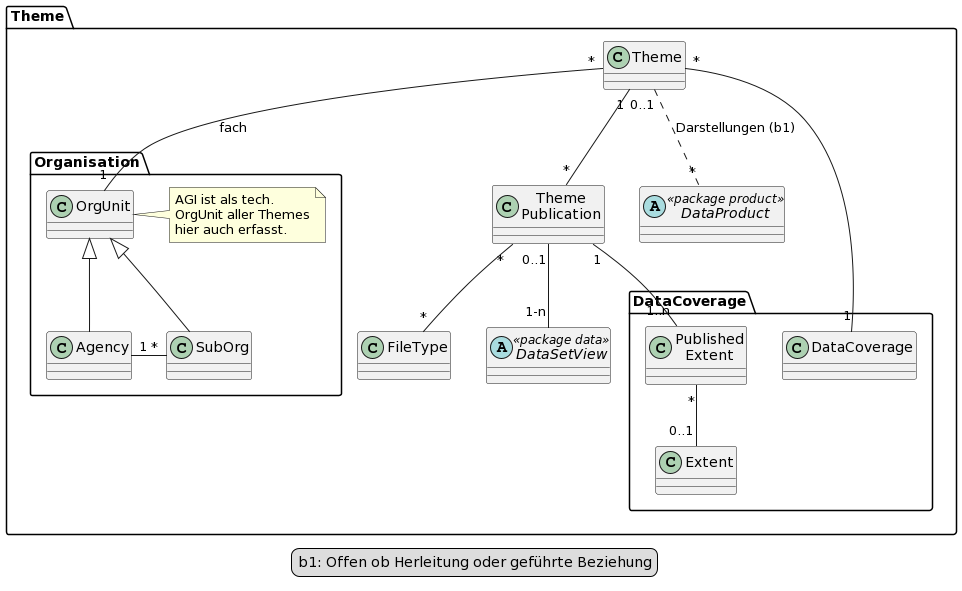 Theme
C Theme
*
*
1
0..1
fach
Darstellungen (b1)
Organisation
1
*
*
C OrgUnit
AGI ist als tech.
OrgUnit aller Themes
hier auch erfasst.
C Theme
Publication
A «package product»
DataProduct
*
0..1
1
DataCoverage
*
1-n
1..n
1
C Agency
1 *
C SubOrg
C FileType
A «package data»
DataSetView
C Published
Extent
C DataCoverage
*
0..1
C Extent
b1: Offen ob Herleitung oder geführte Beziehung